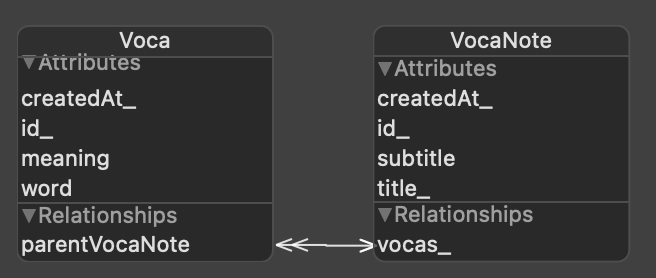 Voca
▼Attributes
createdAt_
id_
meaning
word
▼Relationships
parentVocaNote
VocaNote
▼Attributes
createdAt_
id_
subtitle
title_
▼Relationships
vocas_